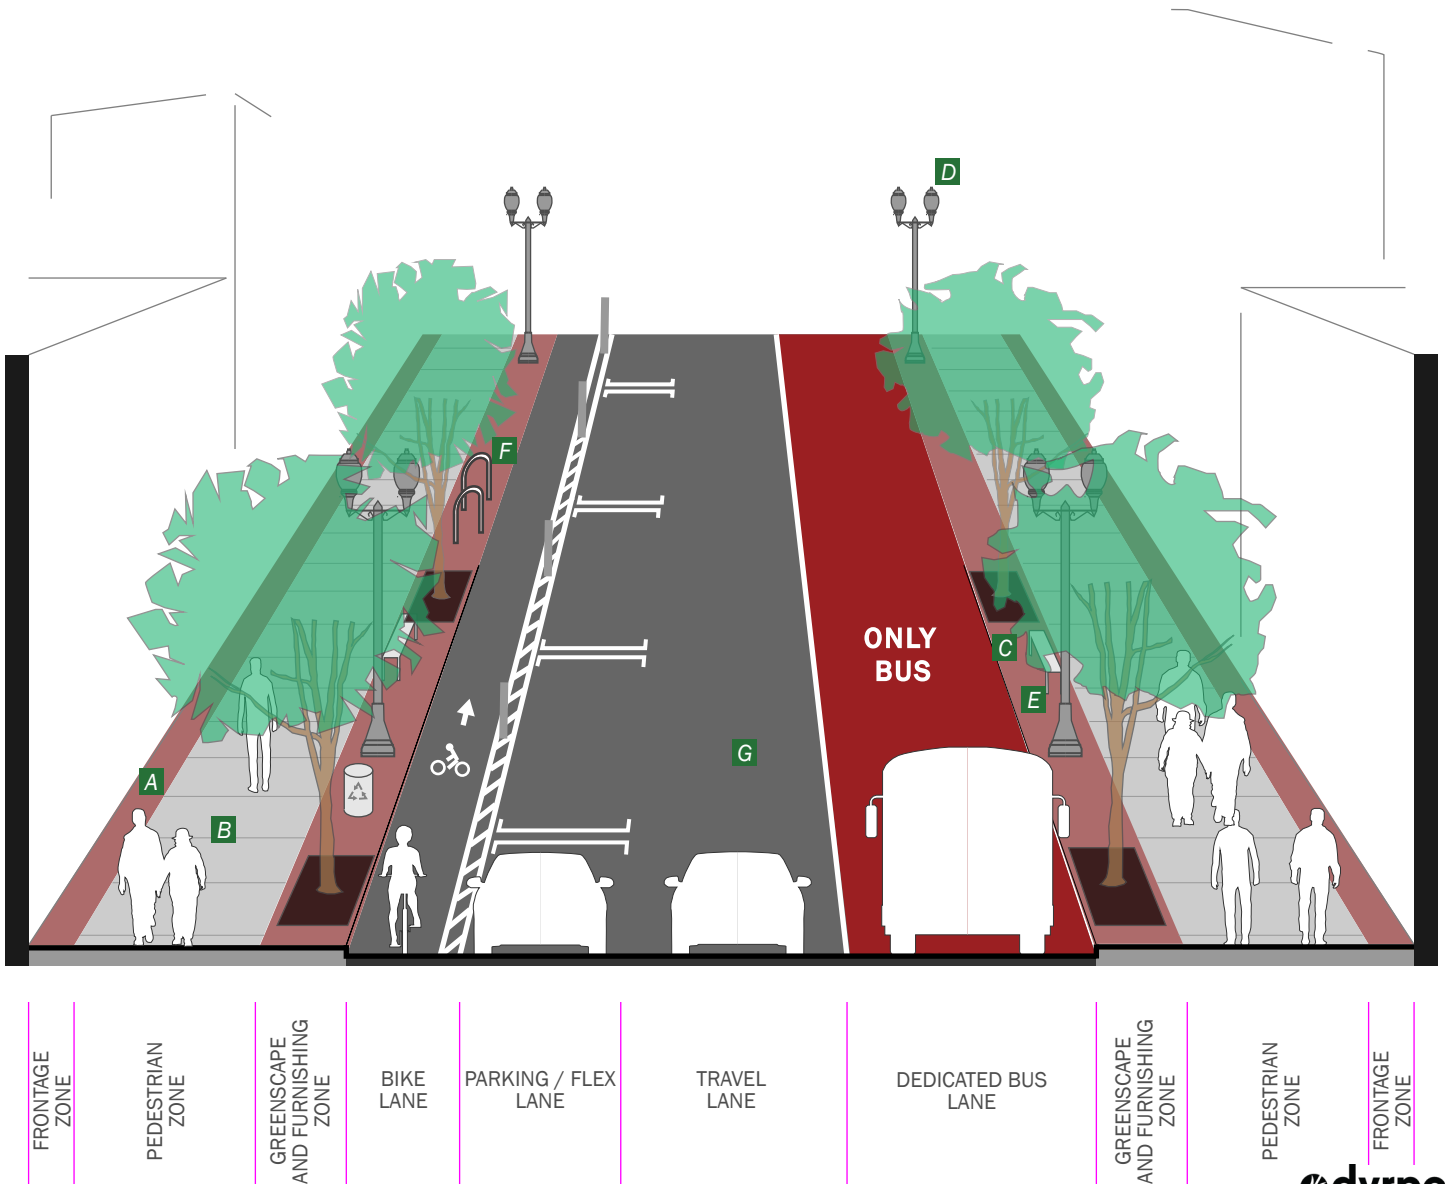 D
F
ONLY
BUS
C
E
G
A
B
FRONTAGE
ZONE
PEDESTRIAN
ZONE
GREENSCAPE
AND FURNISHING
ZONE
BIKE
LANE
PARKING / FLEX
LANE
TRAVEL
LANE
DEDICATED BUS
LANE
GREENSCAPE
AND FURNISHING
ZONE
PEDESTRIAN
ZONE
FRONTAGE
ZONE